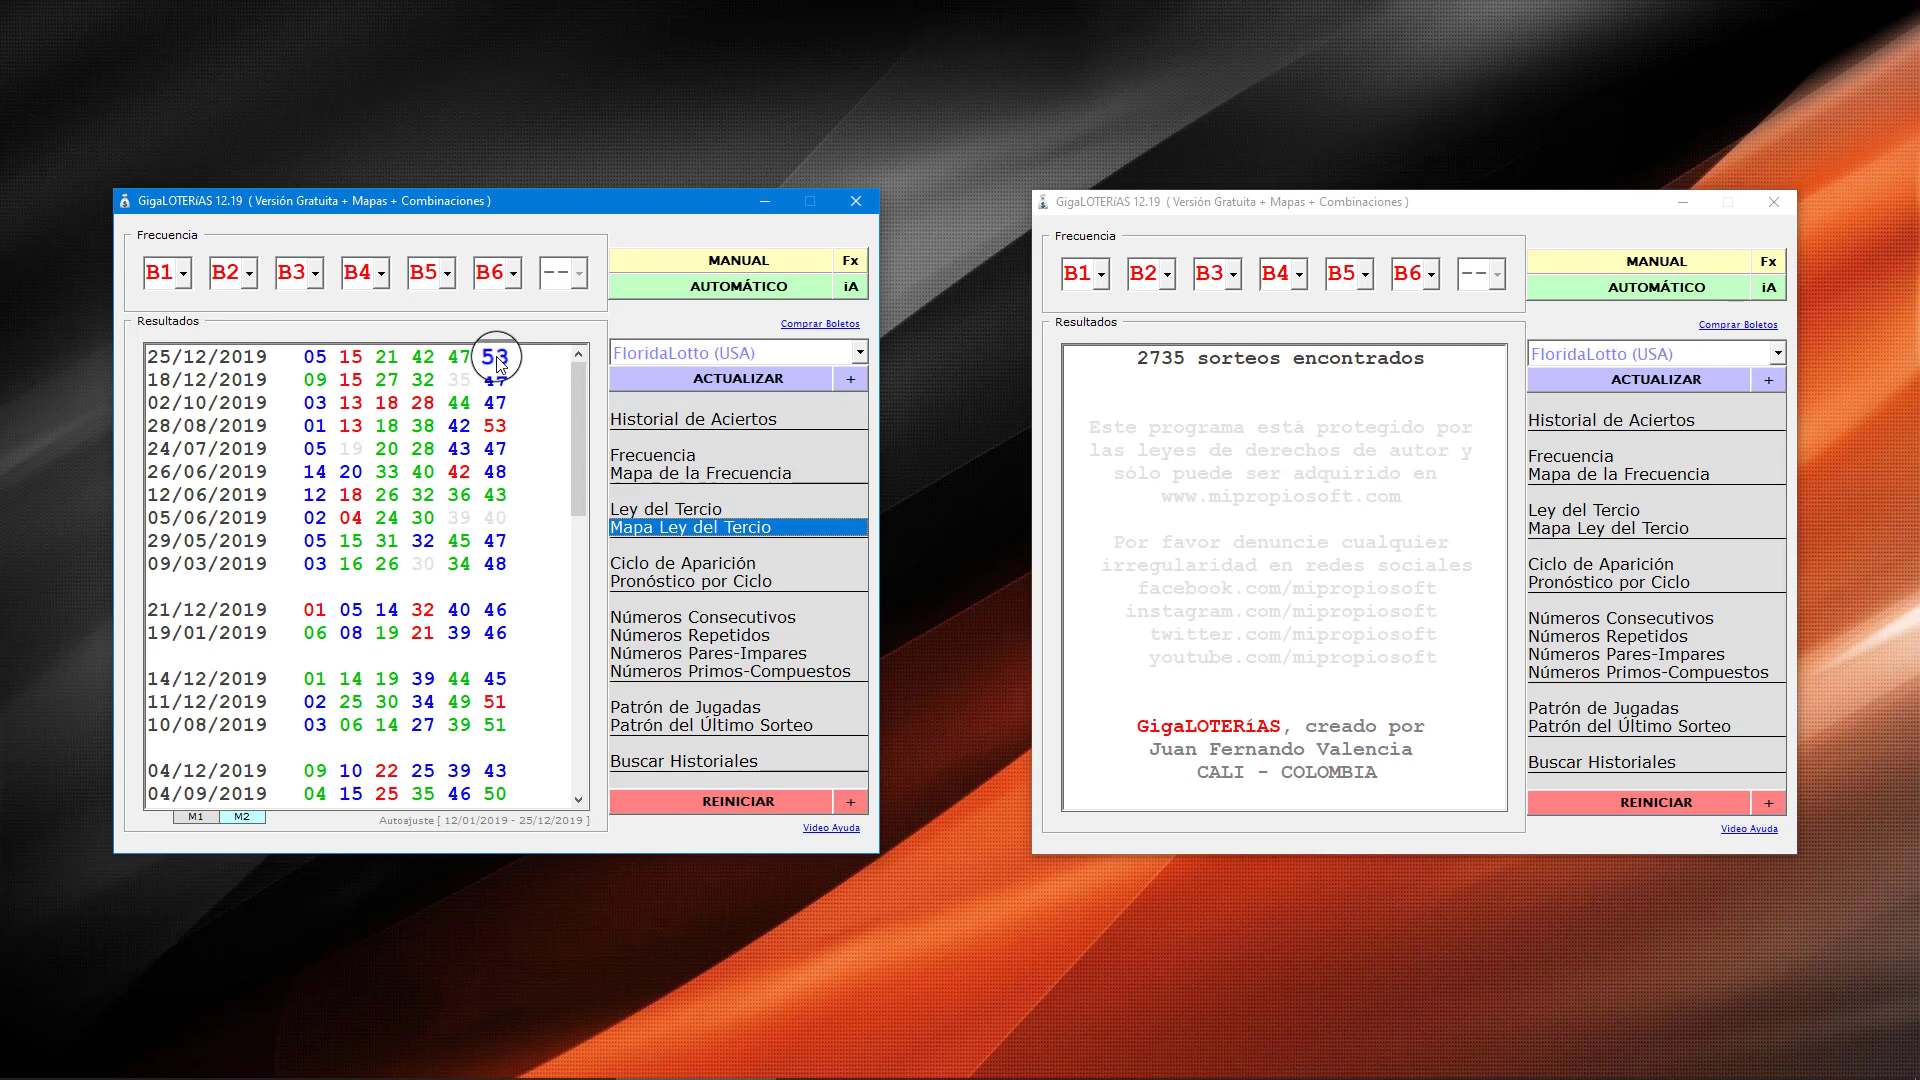 GigaLOTERíAS 12.19 ( Versión Gratuita + Mapas + Combinaciones )
Frecuencia
B1 B2 B3 B4 B5 B6 --
MANUAL Fx
AUTOMÁTICO iA
Comprar Boletos
Resultados
25/12/2019 05 15 21 42 47 53
18/12/2019 09 15 27 32 35 47
02/10/2019 03 13 18 28 44 47
28/08/2019 01 13 18 38 42 53
24/07/2019 05 19 20 28 43 47
26/06/2019 14 20 33 40 42 48
12/06/2019 12 18 26 32 36 43
05/06/2019 02 04 24 30 39 40
29/05/2019 05 15 31 32 45 47
09/03/2019 03 16 26 30 34 48
21/12/2019 01 05 14 32 40 46
19/01/2019 06 08 19 21 39 46
14/12/2019 01 14 19 39 44 45
11/12/2019 02 25 30 34 49 51
10/08/2019 03 06 14 27 39 51
04/12/2019 09 10 22 25 39 43
04/09/2019 04 15 25 35 46 50
M1 M2
Autoajuste [ 12/01/2019 - 25/12/2019 ]
FloridaLotto (USA)
ACTUALIZAR +
Historial de Aciertos
Frecuencia
Mapa de la Frecuencia
Ley del Tercio
Mapa Ley del Tercio
Ciclo de Aparición
Pronóstico por Ciclo
Números Consecutivos
Números Repetidos
Números Pares-Impares
Números Primos-Compuestos
Patrón de Jugadas
Patrón del Último Sorteo
Buscar Historiales
REINICIAR +
Video Ayuda
GigaLOTERíAS 12.19 ( Versión Gratuita + Mapas + Combinaciones )
Frecuencia
B1 B2 B3 B4 B5 B6 --
MANUAL Fx
AUTOMÁTICO iA
Comprar Boletos
Resultados
2735 sorteos encontrados
Este programa está protegido por
las leyes de derechos de autor y
sólo puede ser adquirido en
www.mipropiosoft.com
Por favor denuncie cualquier
irregularidad en redes sociales
facebook.com/mipropiosoft
instagram.com/mipropiosoft
twitter.com/mipropiosoft
youtube.com/mipropiosoft
GigaLOTERíAS, creado por
Juan Fernando Valencia
CALI - COLOMBIA
FloridaLotto (USA)
ACTUALIZAR +
Historial de Aciertos
Frecuencia
Mapa de la Frecuencia
Ley del Tercio
Mapa Ley del Tercio
Ciclo de Aparición
Pronóstico por Ciclo
Números Consecutivos
Números Repetidos
Números Pares-Impares
Números Primos-Compuestos
Patrón de Jugadas
Patrón del Último Sorteo
Buscar Historiales
REINICIAR +
Video Ayuda